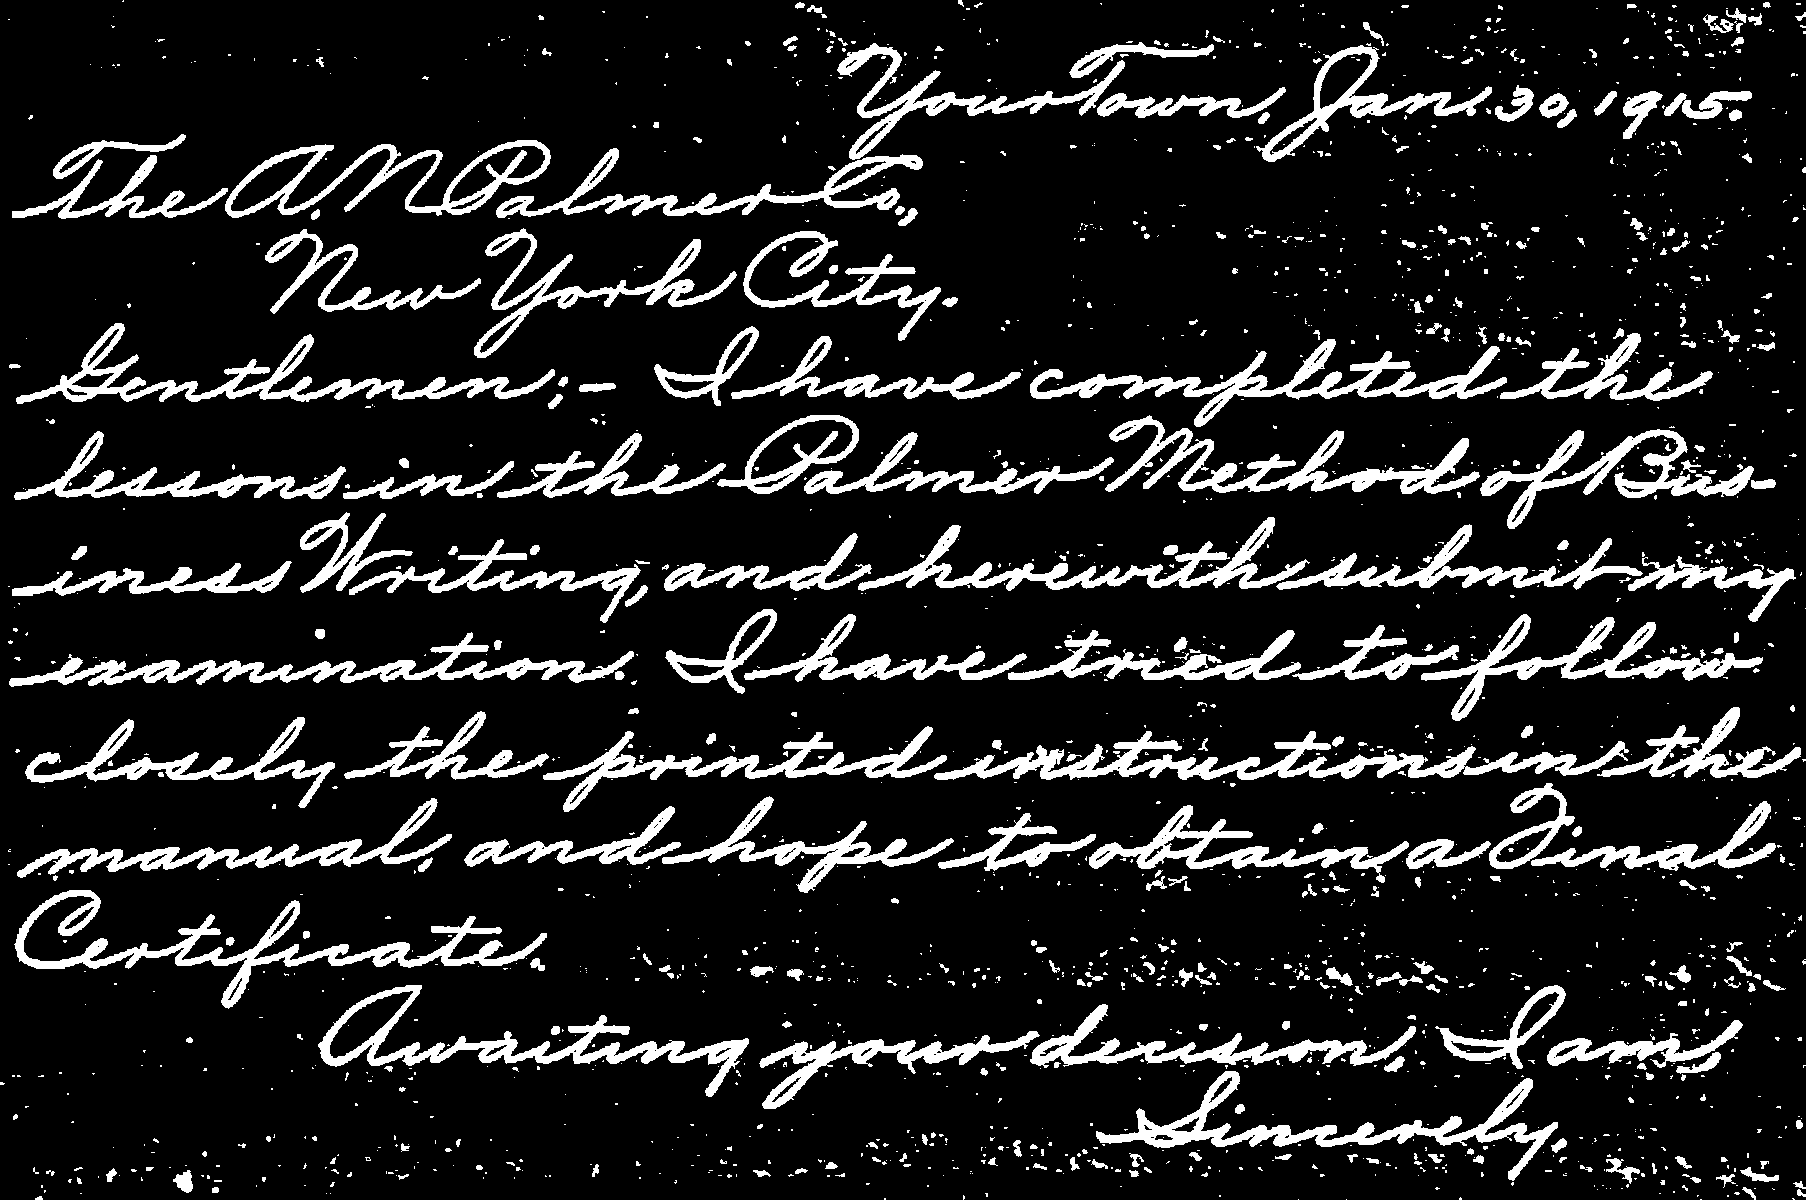 Your Town, Jan. 30, 1915.
The A. N. Palmer Co.,
New York City.
Gentlemen;- I have completed the
lessons in the Palmer Method of Bus-
iness Writing, and herewith submit my
examination. I have tried to follow
closely the printed instructions in the
manual, and hope to obtain a Final
Certificate.
Awaiting your decision, I am,
Sincerely,